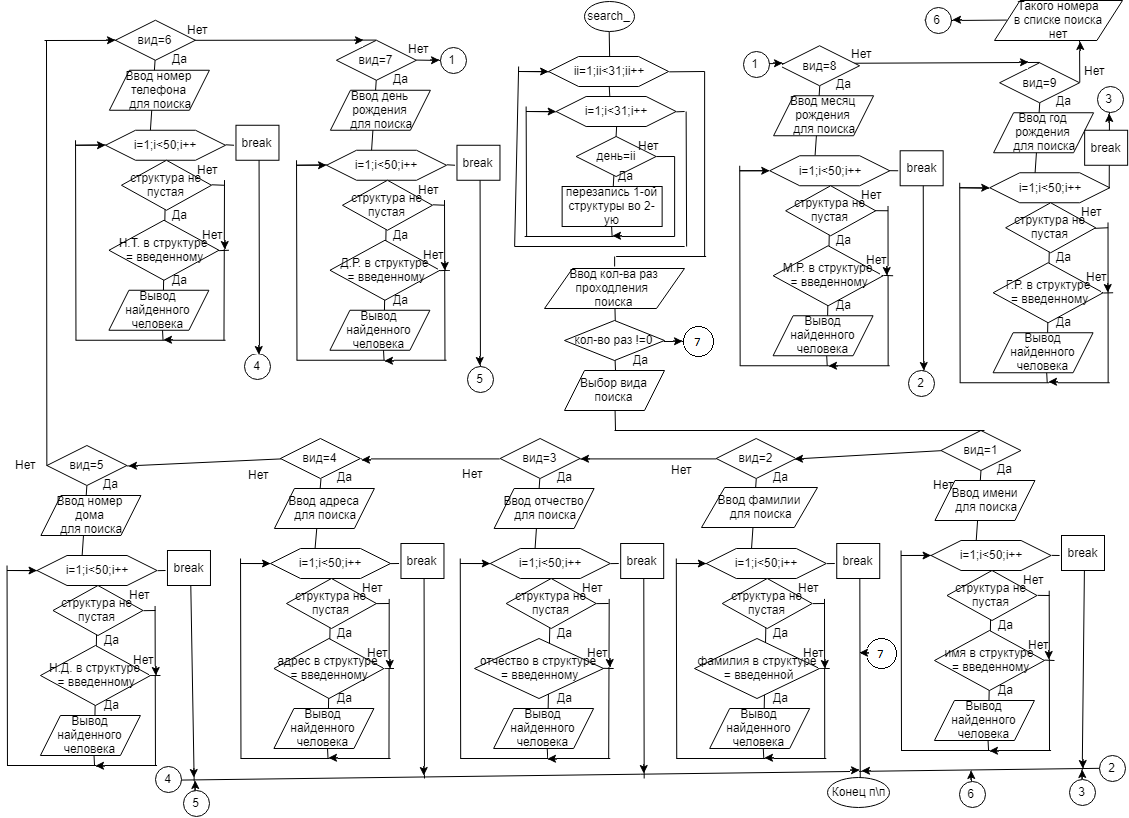 вид=6
Нет
Да
Ввод номер
телефона
для поиска
i=1;i<50;i++
break
структура не
пустая
Нет
Да
Н.Т. в структуре
= введенному
Нет
Да
Вывод
найденного
человека
4
вид=7
Нет
1
Да
Ввод день
рождения
для поиска
i=1;i<50;i++
break
структура не
пустая
Нет
Да
Д.Р. в структуре
= введенному
Нет
Да
Вывод
найденного
человека
5
search_
ii=1;ii<31;ii++
i=1;i<31;i++
день=ii
Нет
Да
перезапись 1-ой
структуры во 2-
ую
Ввод кол-ва раз
проходления
поиска
кол-во раз !=0
7
Да
Выбор вида
поиска
1
вид=8
Нет
Да
Ввод месяц
рождения
для поиска
i=1;i<50;i++
break
структура не
пустая
Нет
Да
М.Р. в структуре
= введенному
Нет
Да
Вывод
найденного
человека
2
6
Такого номера
в списке поиска
нет
вид=9
Нет
Да
3
Ввод год
рождения
для поиска
break
i=1;i<50;i++
структура не
пустая
Нет
Да
Г.Р. в структуре
= введенному
Нет
Да
Вывод
найденного
человека
Нет
вид=5
Да
Ввод номер
дома
для поиска
i=1;i<50;i++
break
структура не
пустая
Нет
Да
Н.Д. в структуре
= введенному
Нет
Да
Вывод
найденного
человека
4
5
вид=4
Нет
Да
Ввод адреса
для поиска
i=1;i<50;i++
break
структура не
пустая
Нет
Да
адрес в структуре
= введенному
Нет
Да
Вывод
найденного
человека
вид=3
Нет
Да
Ввод отчество
для поиска
i=1;i<50;i++
break
структура не
пустая
Нет
Да
отчество в структуре
= введенному
Нет
Да
Вывод
найденного
человека
вид=2
Нет
Да
Ввод фамилии
для поиска
i=1;i<50;i++
break
структура не
пустая
Нет
Да
фамилия в структуре
= введенной
Нет
Да
Вывод
найденного
человека
7
Конец п\п
вид=1
Да
Нет
Ввод имени
для поиска
i=1;i<50;i++
break
структура не
пустая
Нет
Да
имя в структуре
= введенному
Нет
Да
Вывод
найденного
человека
2
6
3